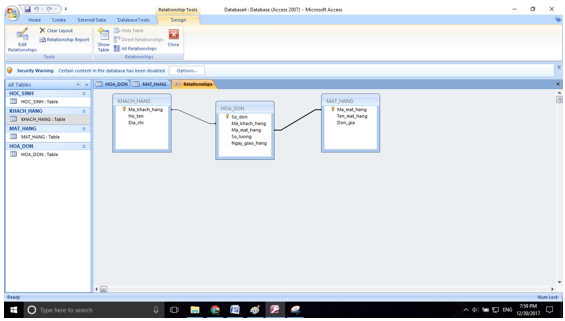 Relationship Tools
Database4 : Database (Access 2007) - Microsoft Access
Home Create External Data Database Tools Design
Edit Relationships
Clear Layout
Relationship Report
Tools
Show Table
Hide Table
Direct Relationships
All Relationships
Relationships
Close
Security Warning Certain content in the database has been disabled Options...
All Tables
HOA_DON MAT_HANG Relationships
HOC_SINH
HOC_SINH : Table
KHACH_HANG
KHACH_HANG : Table
MAT_HANG
MAT_HANG : Table
HOA_DON
HOA_DON : Table
KHACH_HANG
Ma_khach_hang
Ho_ten
Dia_chi
HOA_DON
So_don
Ma_khach_hang
Ma_mat_hang
So_luong
Ngay_giao_hang
MAT_HANG
Ma_mat_hang
Ten_mat_hang
Don_gia
Ready
Num Lock
Type here to search
ENG
7:59 PM
12/30/2017